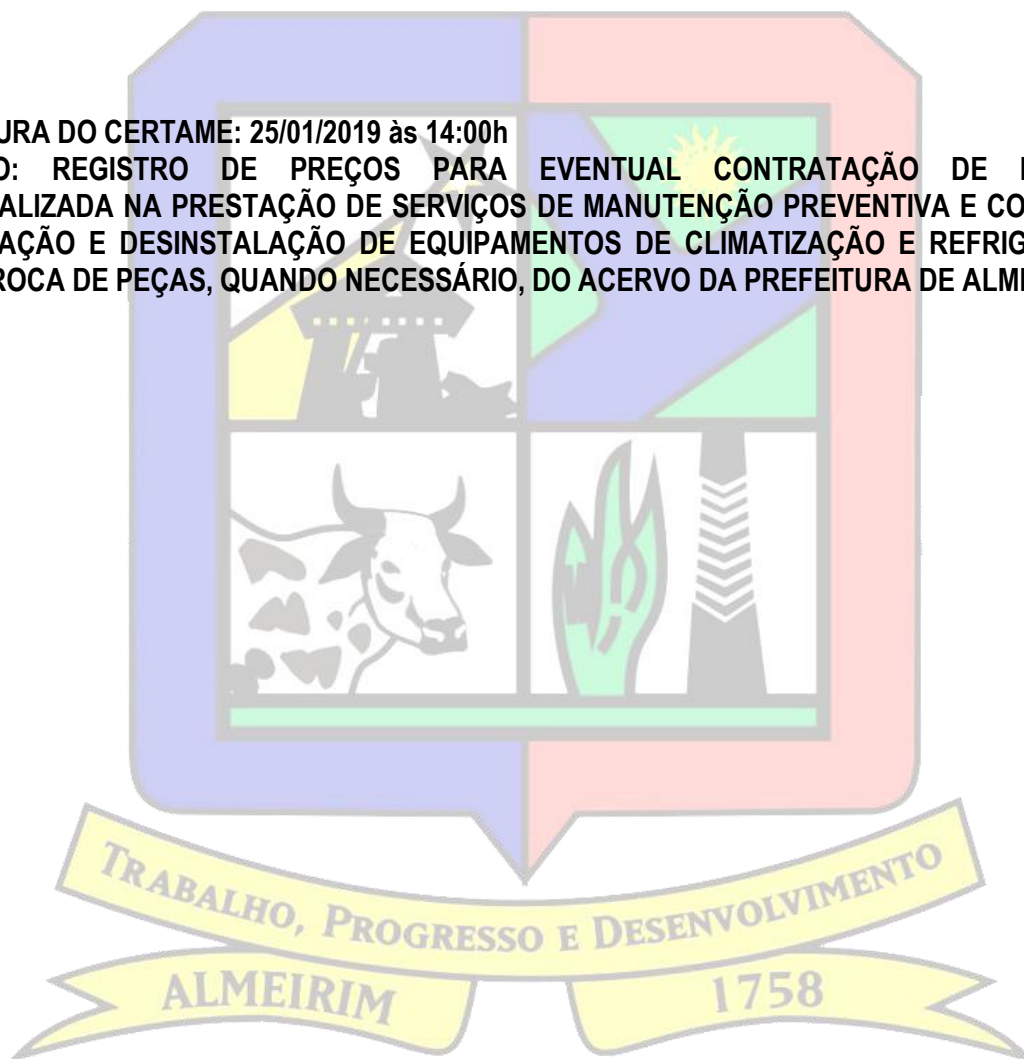 URA DO CERTAME: 25/01/2019 às 14:00h
O: REGISTRO DE PREÇOS PARA EVENTUAL CONTRATAÇÃO DE
ALIZADA NA PRESTAÇÃO DE SERVIÇOS DE MANUTENÇÃO PREVENTIVA E CO
AÇÃO E DESINSTALAÇÃO DE EQUIPAMENTOS DE CLIMATIZAÇÃO E REFRIG
ROCA DE PEÇAS, QUANDO NECESSÁRIO, DO ACERVO DA PREFEITURA DE ALM
TRABALHO, PROGRESSO E DESENVOLVIMENTO
ALMEIRIM 1758